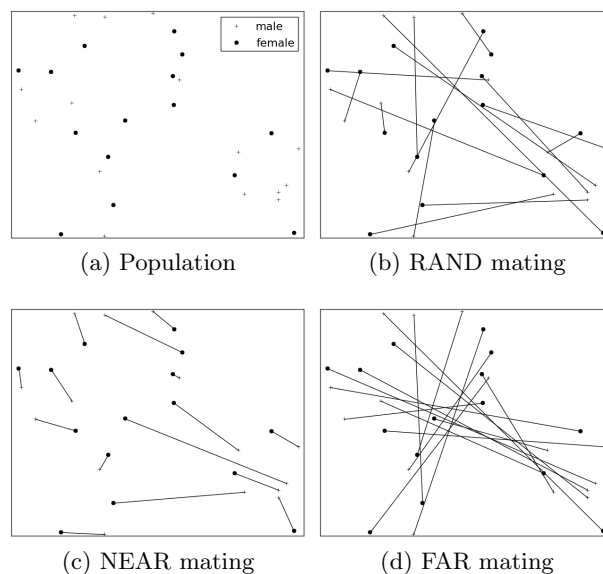 male
female
(a) Population
(b) RAND mating
(c) NEAR mating
(d) FAR mating